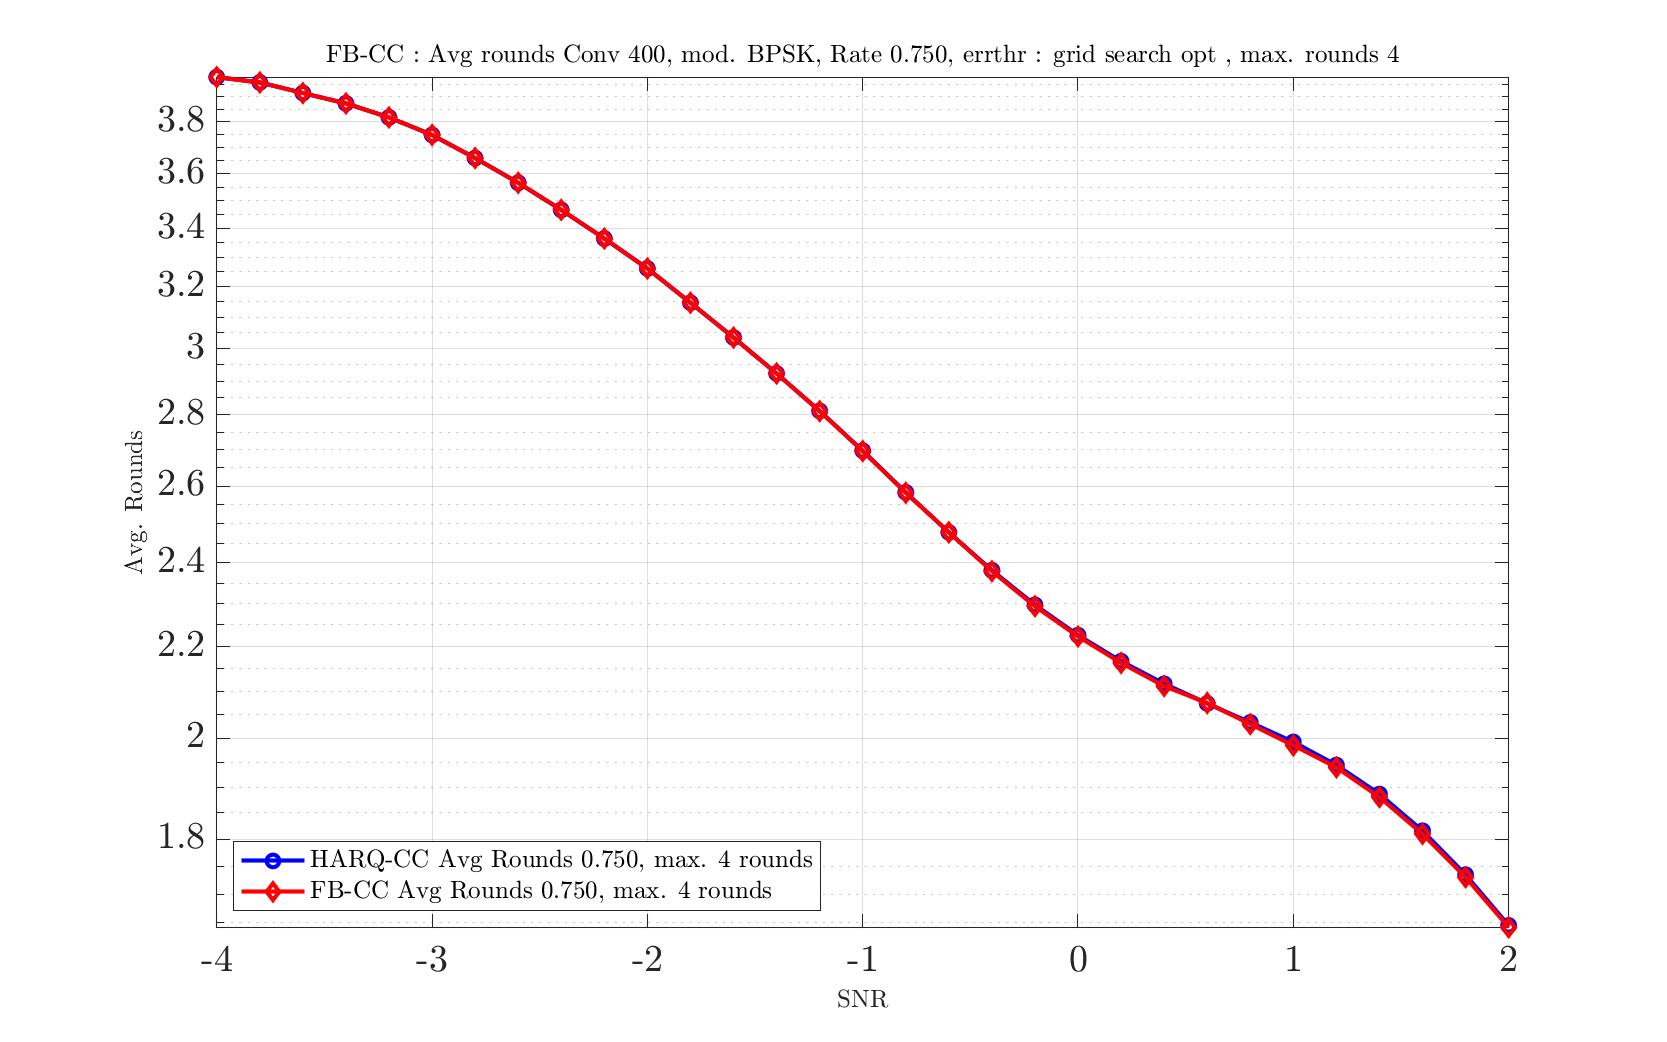 FB-CC : Avg rounds Conv 400, mod. BPSK, Rate 0.750, errthr : grid search opt , max. rounds 4
3.8
3.6
3.4
3.2
3
2.8
2.6
2.4
2.2
2
1.8
Avg. Rounds
HARQ-CC Avg Rounds 0.750, max. 4 rounds
FB-CC Avg Rounds 0.750, max. 4 rounds
-4 -3 -2 -1 0 1 2
SNR